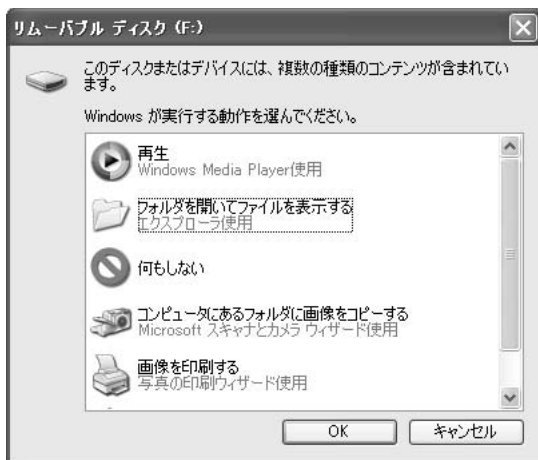 リムーバブル ディスク (F:)
このディスクまたはデバイスには、複数の種類のコンテンツが含まれてい
ます。
Windows が実行する動作を選んでください。
再生
Windows Media Player使用
フォルダを開いてファイルを表示する
エクスプローラ使用
何もしない
コンピュータにあるフォルダに画像をコピーする
Microsoft スキャナとカメラ ウィザード使用
画像を印刷する
写真の印刷ウィザード使用
OK
キャンセル